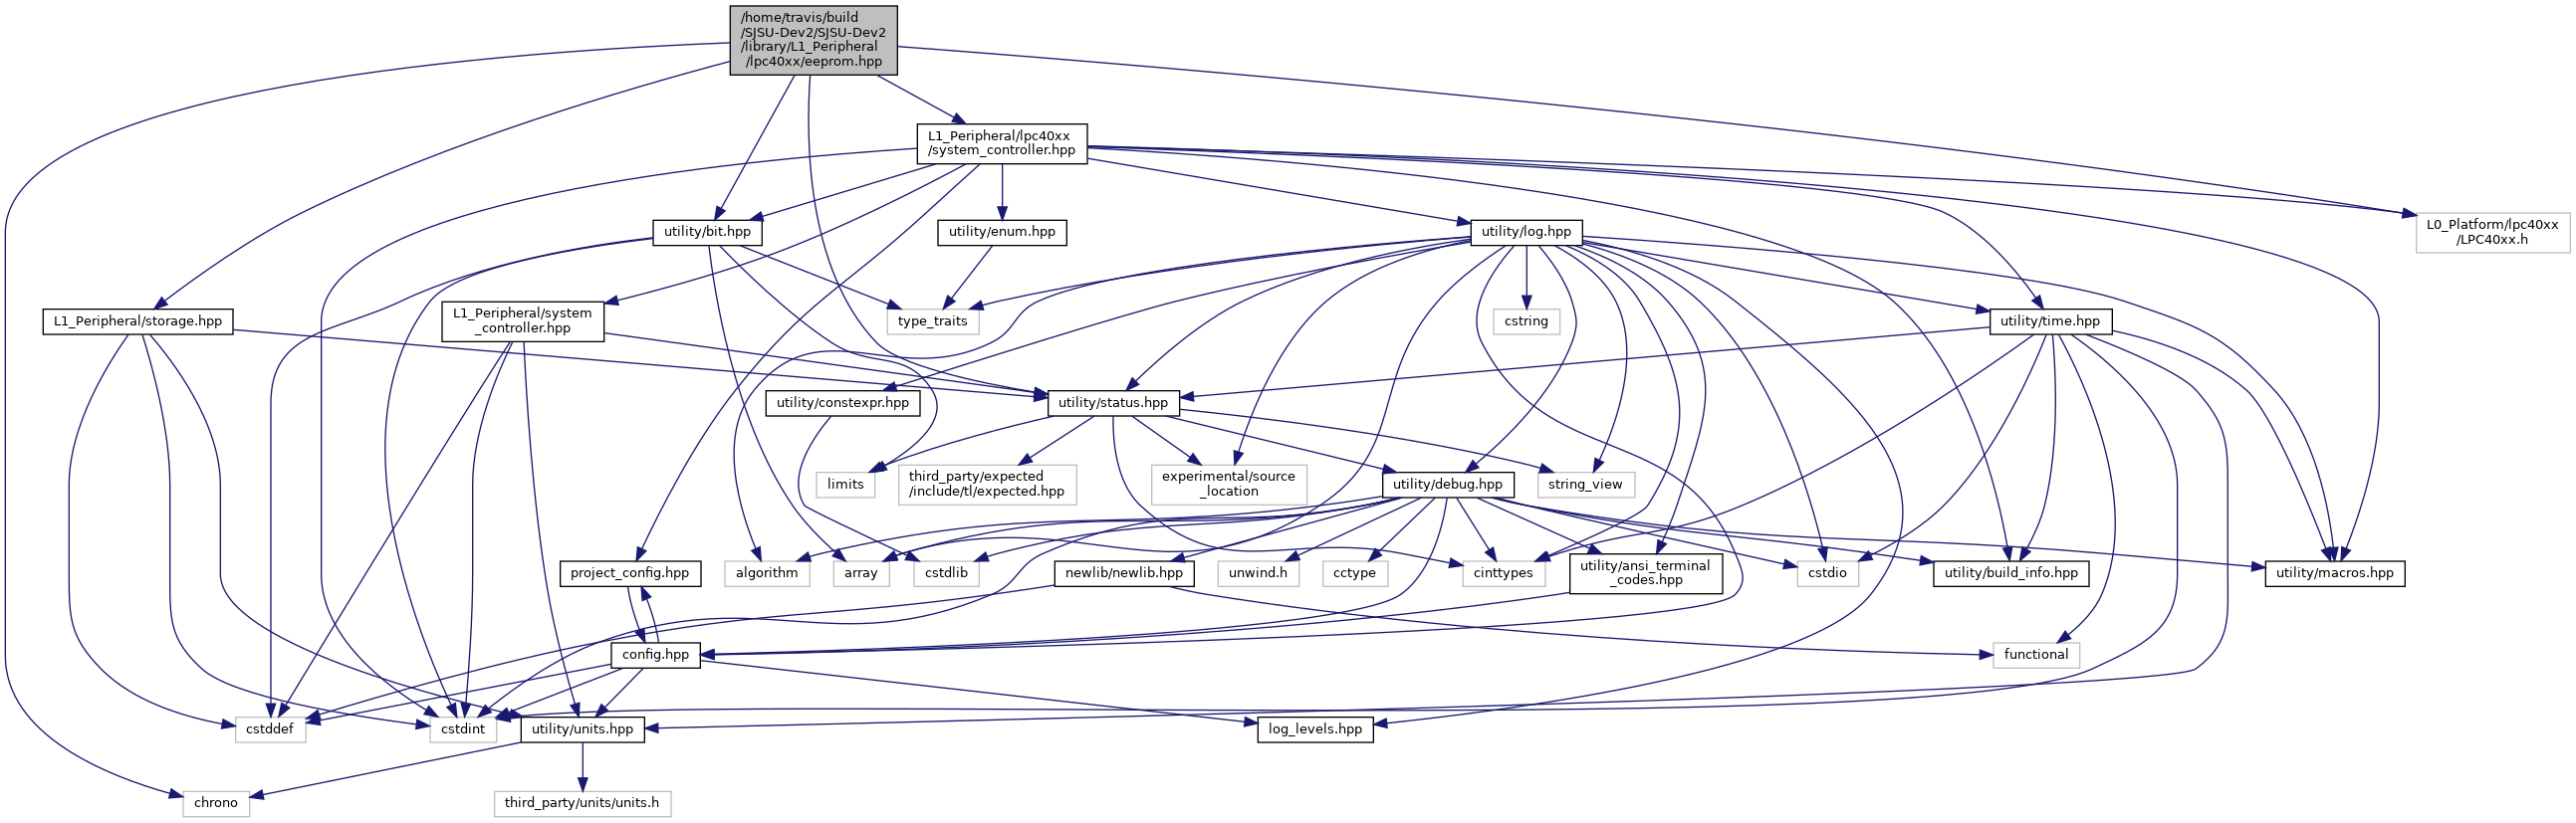 /home/travis/build
/SJSU-Dev2/SJSU-Dev2
/library/L1_Peripheral
/lpc40xx/eeprom.hpp
L1_Peripheral/lpc40xx
/system_controller.hpp
utility/bit.hpp
utility/enum.hpp
utility/log.hpp
L0_Platform/lpc40xx
/LPC40xx.h
L1_Peripheral/storage.hpp
L1_Peripheral/system
_controller.hpp
type_traits
cstring
utility/time.hpp
utility/constexpr.hpp
utility/status.hpp
limits
third_party/expected
/include/tl/expected.hpp
experimental/source
_location
utility/debug.hpp
string_view
project_config.hpp
algorithm
array
cstdlib
newlib/newlib.hpp
unwind.h
cctype
cinttypes
utility/ansi_terminal
_codes.hpp
cstdio
utility/build_info.hpp
utility/macros.hpp
config.hpp
functional
cstddef
cstdint
utility/units.hpp
log_levels.hpp
chrono
third_party/units/units.h